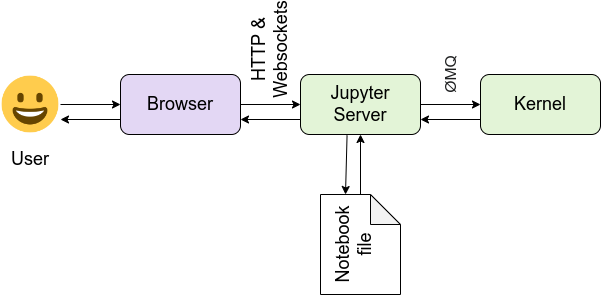 HTTP &
Websockets
ØMQ
Browser
Jupyter
Server
Kernel
User
Notebook
file